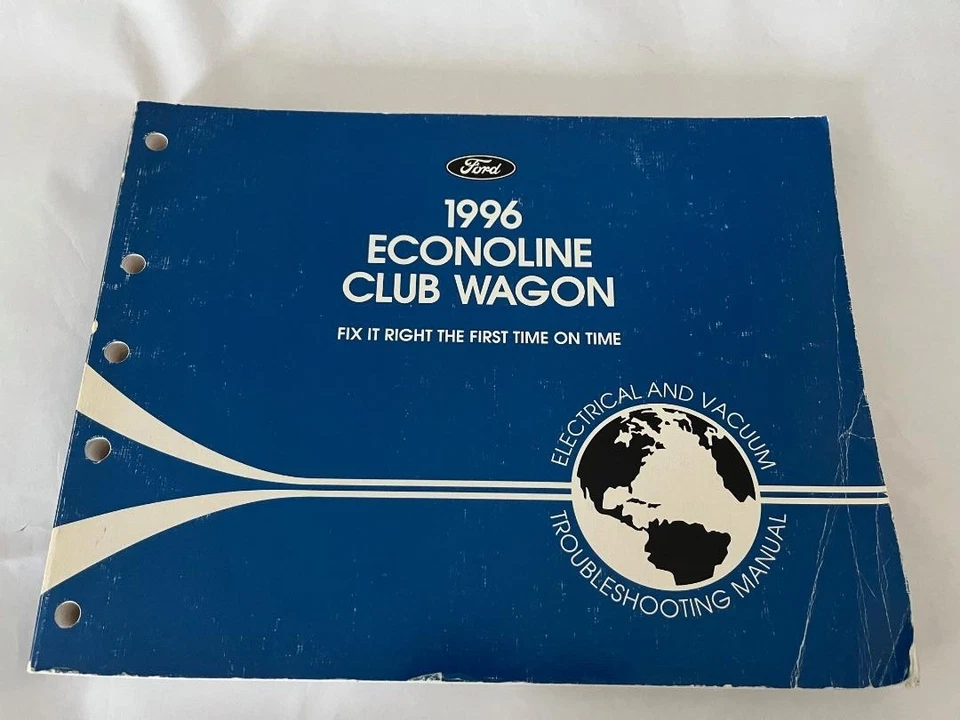 Ford
1996
ECONOLINE
CLUB WAGON
FIX IT RIGHT THE FIRST TIME ON TIME
ELECTRICAL AND VACUUM
TROUBLESHOOTING MANUAL